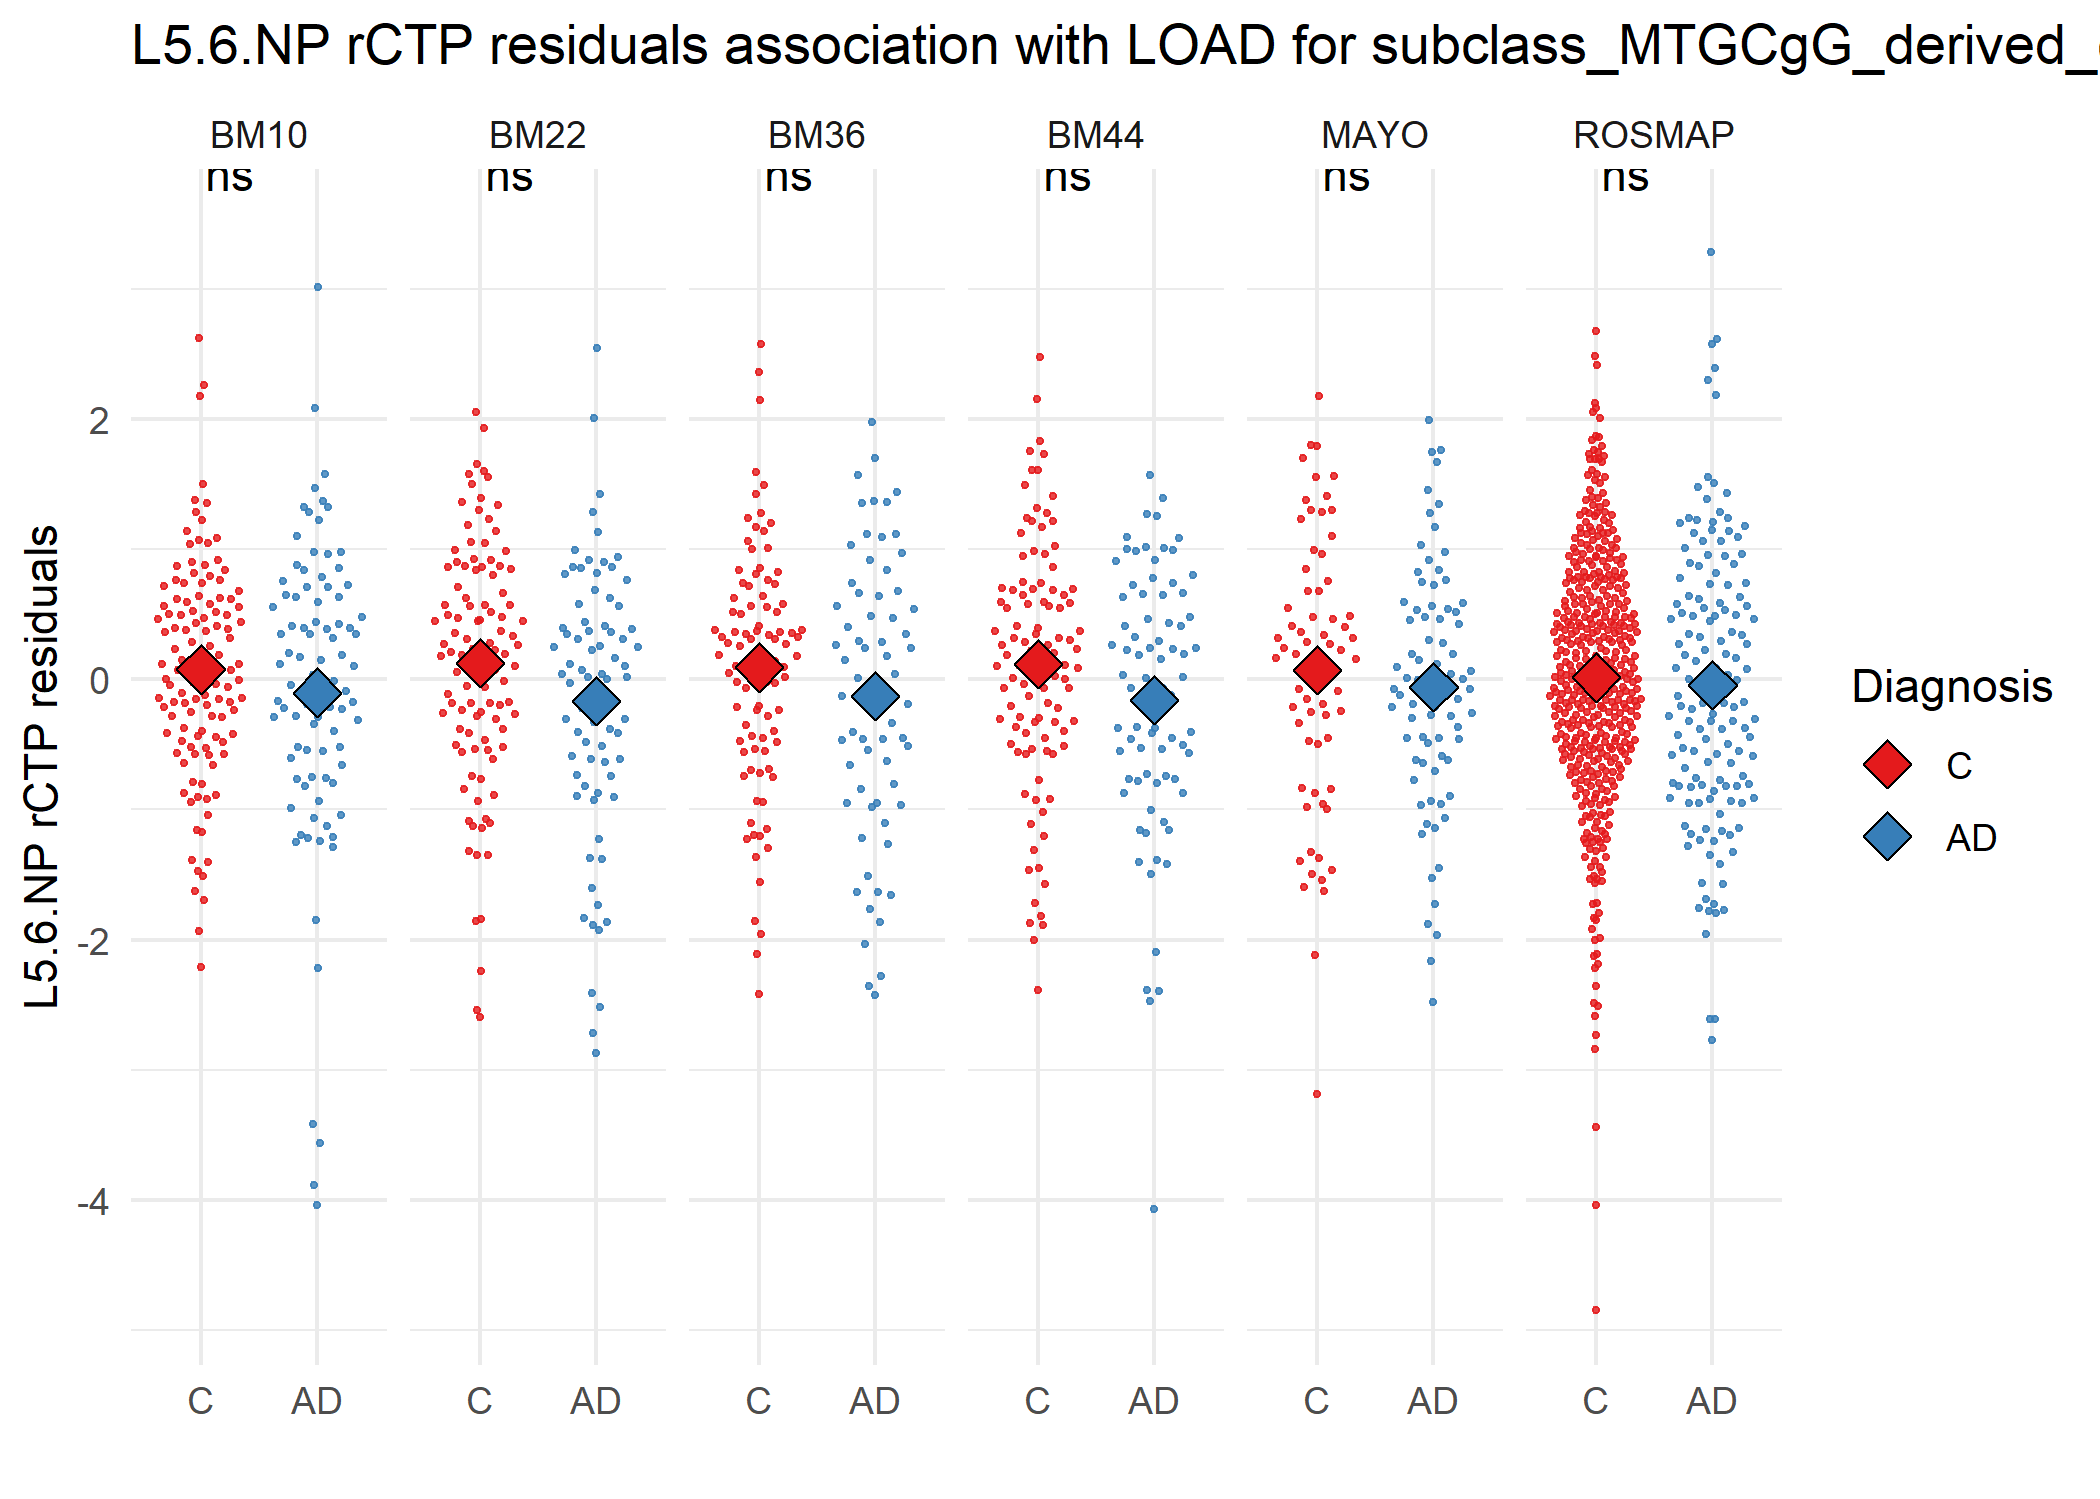 L5.6.NP rCTP residuals association with LOAD for subclass_MTGCgG_derived_
BM10 BM22 BM36 BM44 MAYO ROSMAP
ns ns ns ns ns ns
2
0
-2
-4
L5.6.NP rCTP residuals
C AD C AD C AD C AD C AD C AD
Diagnosis
C
AD